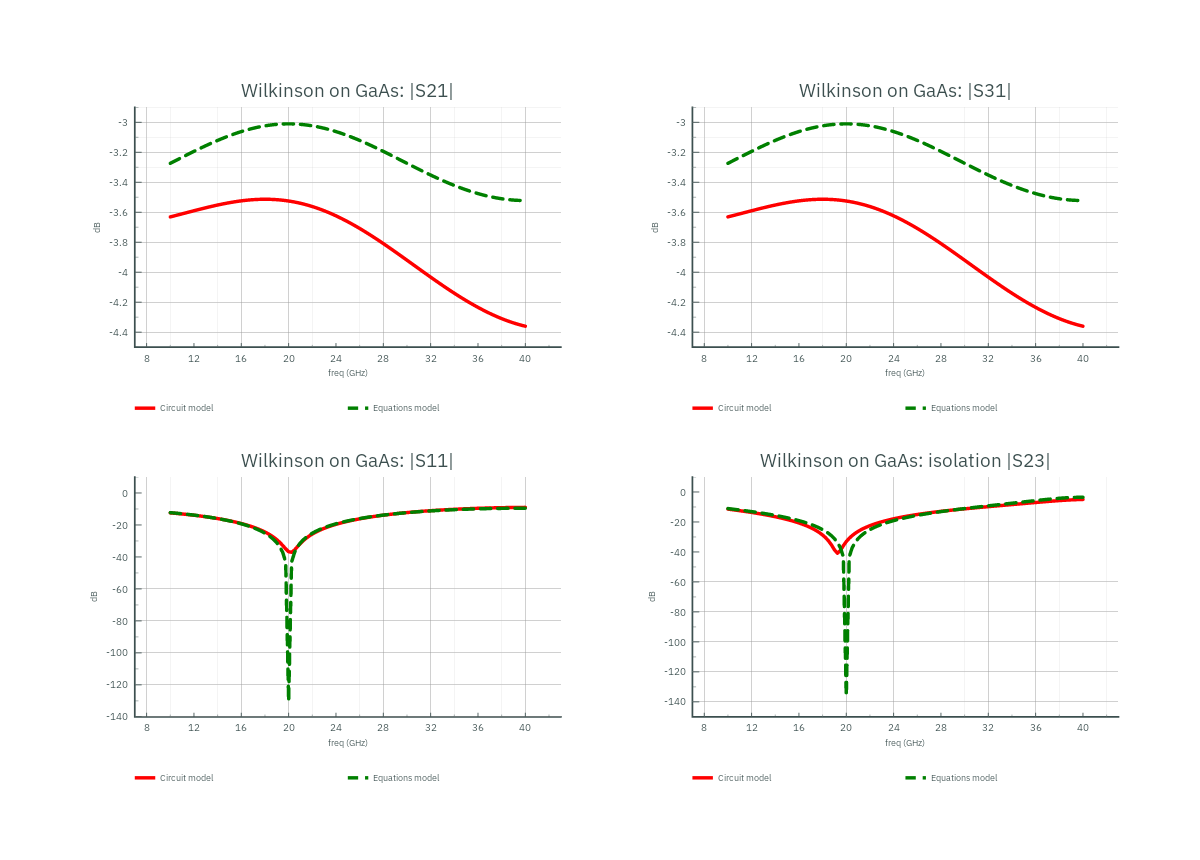 Wilkinson on GaAs: |S21|
-3
-3.2
-3.4
-3.6
-3.8
-4
-4.2
-4.4
dB
8 12 16 20 24 28 32 36 40
freq (GHz)
Circuit model Equations model
Wilkinson on GaAs: |S31|
-3
-3.2
-3.4
-3.6
-3.8
-4
-4.2
-4.4
dB
8 12 16 20 24 28 32 36 40
freq (GHz)
Circuit model Equations model
Wilkinson on GaAs: |S11|
0
-20
-40
-60
-80
-100
-120
-140
dB
8 12 16 20 24 28 32 36 40
freq (GHz)
Circuit model Equations model
Wilkinson on GaAs: isolation |S23|
0
-20
-40
-60
-80
-100
-120
-140
dB
8 12 16 20 24 28 32 36 40
freq (GHz)
Circuit model Equations model